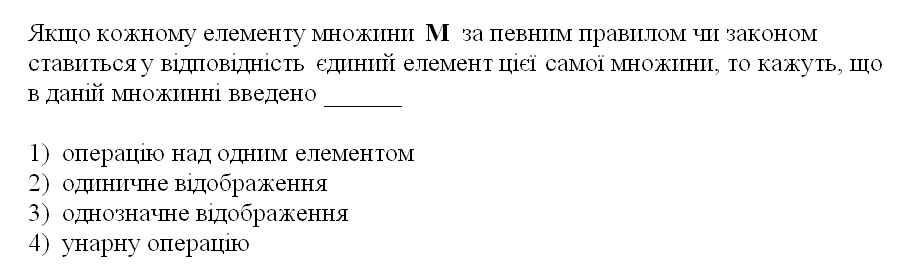 Якщо кожному елементу множини М за певним правилом чи законом
ставиться у відповідність єдиний елемент цієї самої множини, то кажуть, що
в даній множинні введено ______
1) операцію над одним елементом
2) одиничне відображення
3) однозначне відображення
4) унарну операцію